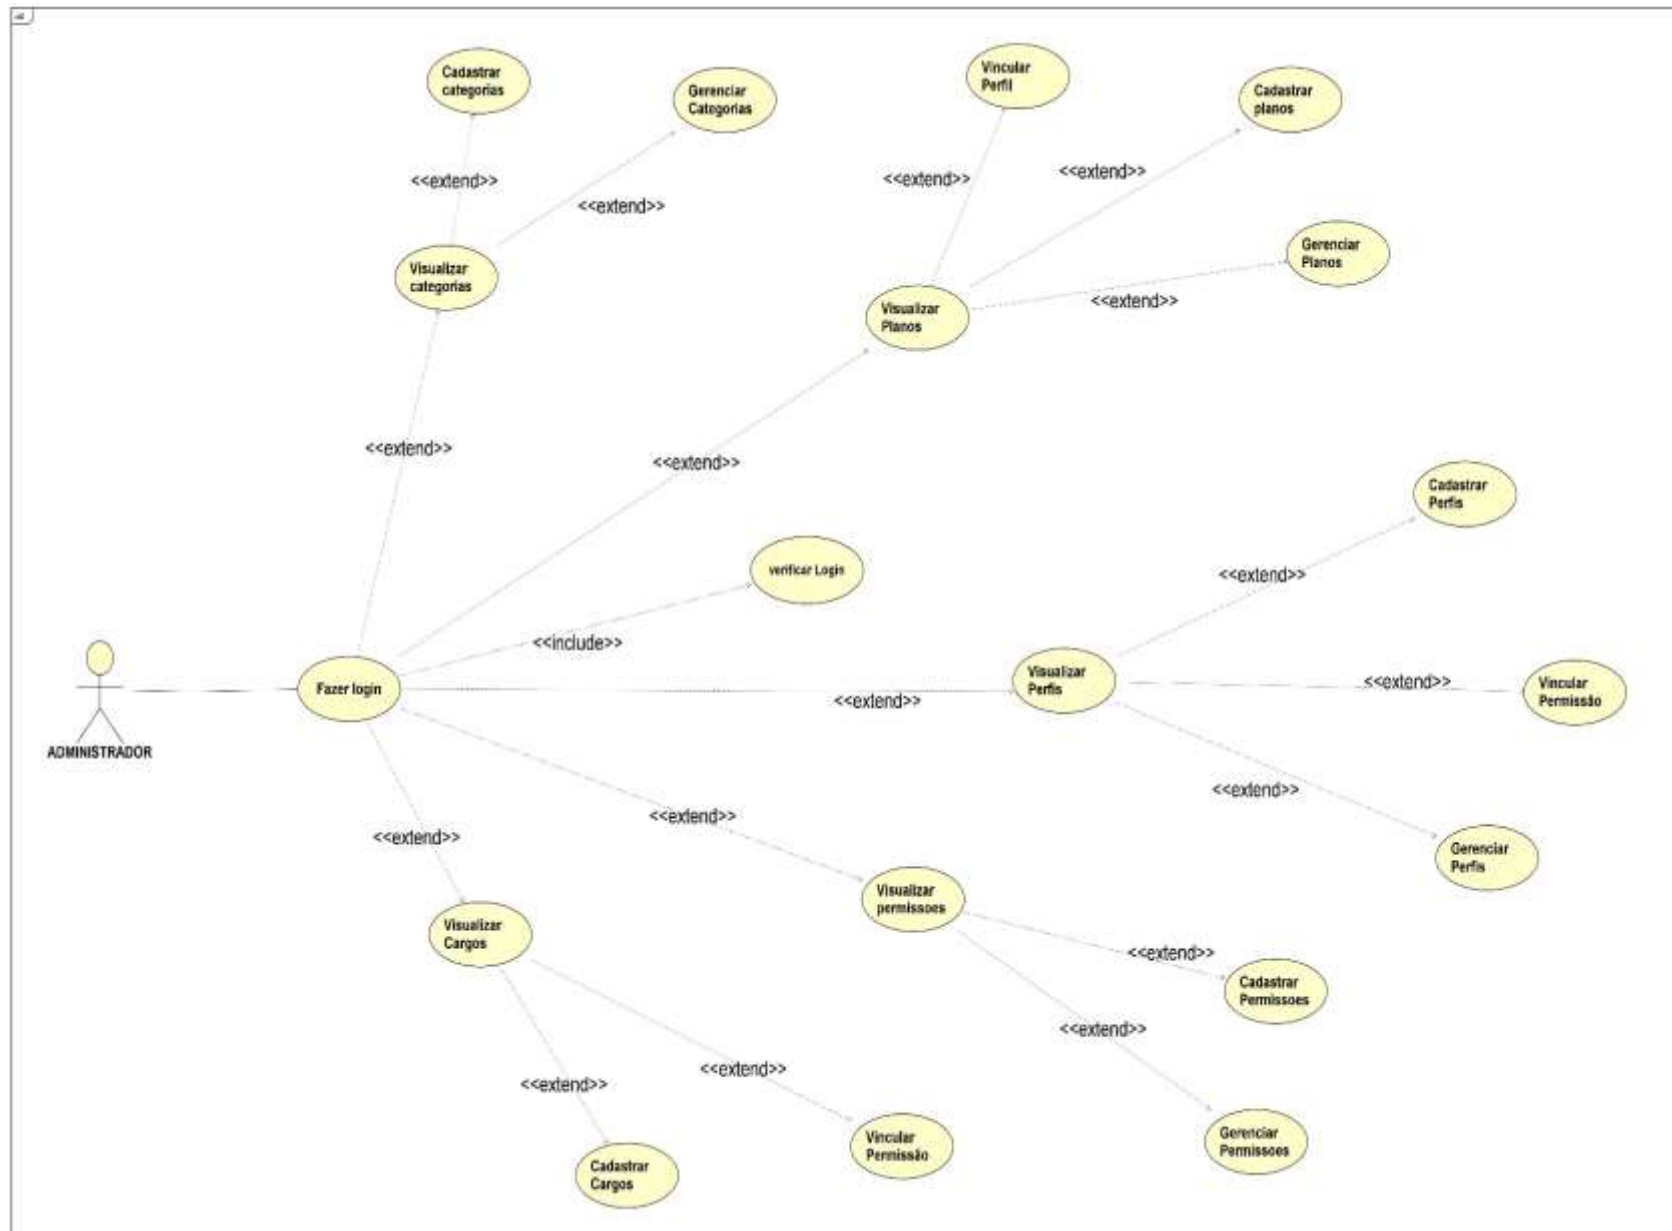 Cadastrar
categorias
Gerenciar
Categorias
Vincular
Perfil
Cadastrar
planos
<<extend>>
<<extend>>
<<extend>>
<<extend>>
Visualizar
categorias
Visualizar
Planos
Gerenciar
Planos
<<extend>>
<<extend>>
<<extend>>
Cadastrar
Perfis
verificar Login
<<extend>>
<<include>>
ADMINISTRADOR
Fazer login
<<extend>>
Visualizar
Perfis
<<extend>>
Vincular
Permissão
<<extend>>
Gerenciar
Perfis
<<extend>>
<<extend>>
Visualizar
Cargos
Visualizar
permissoes
<<extend>>
Cadastrar
Permissoes
<<extend>>
Gerenciar
Permissoes
<<extend>>
<<extend>>
Cadastrar
Cargos
Vincular
Permissão